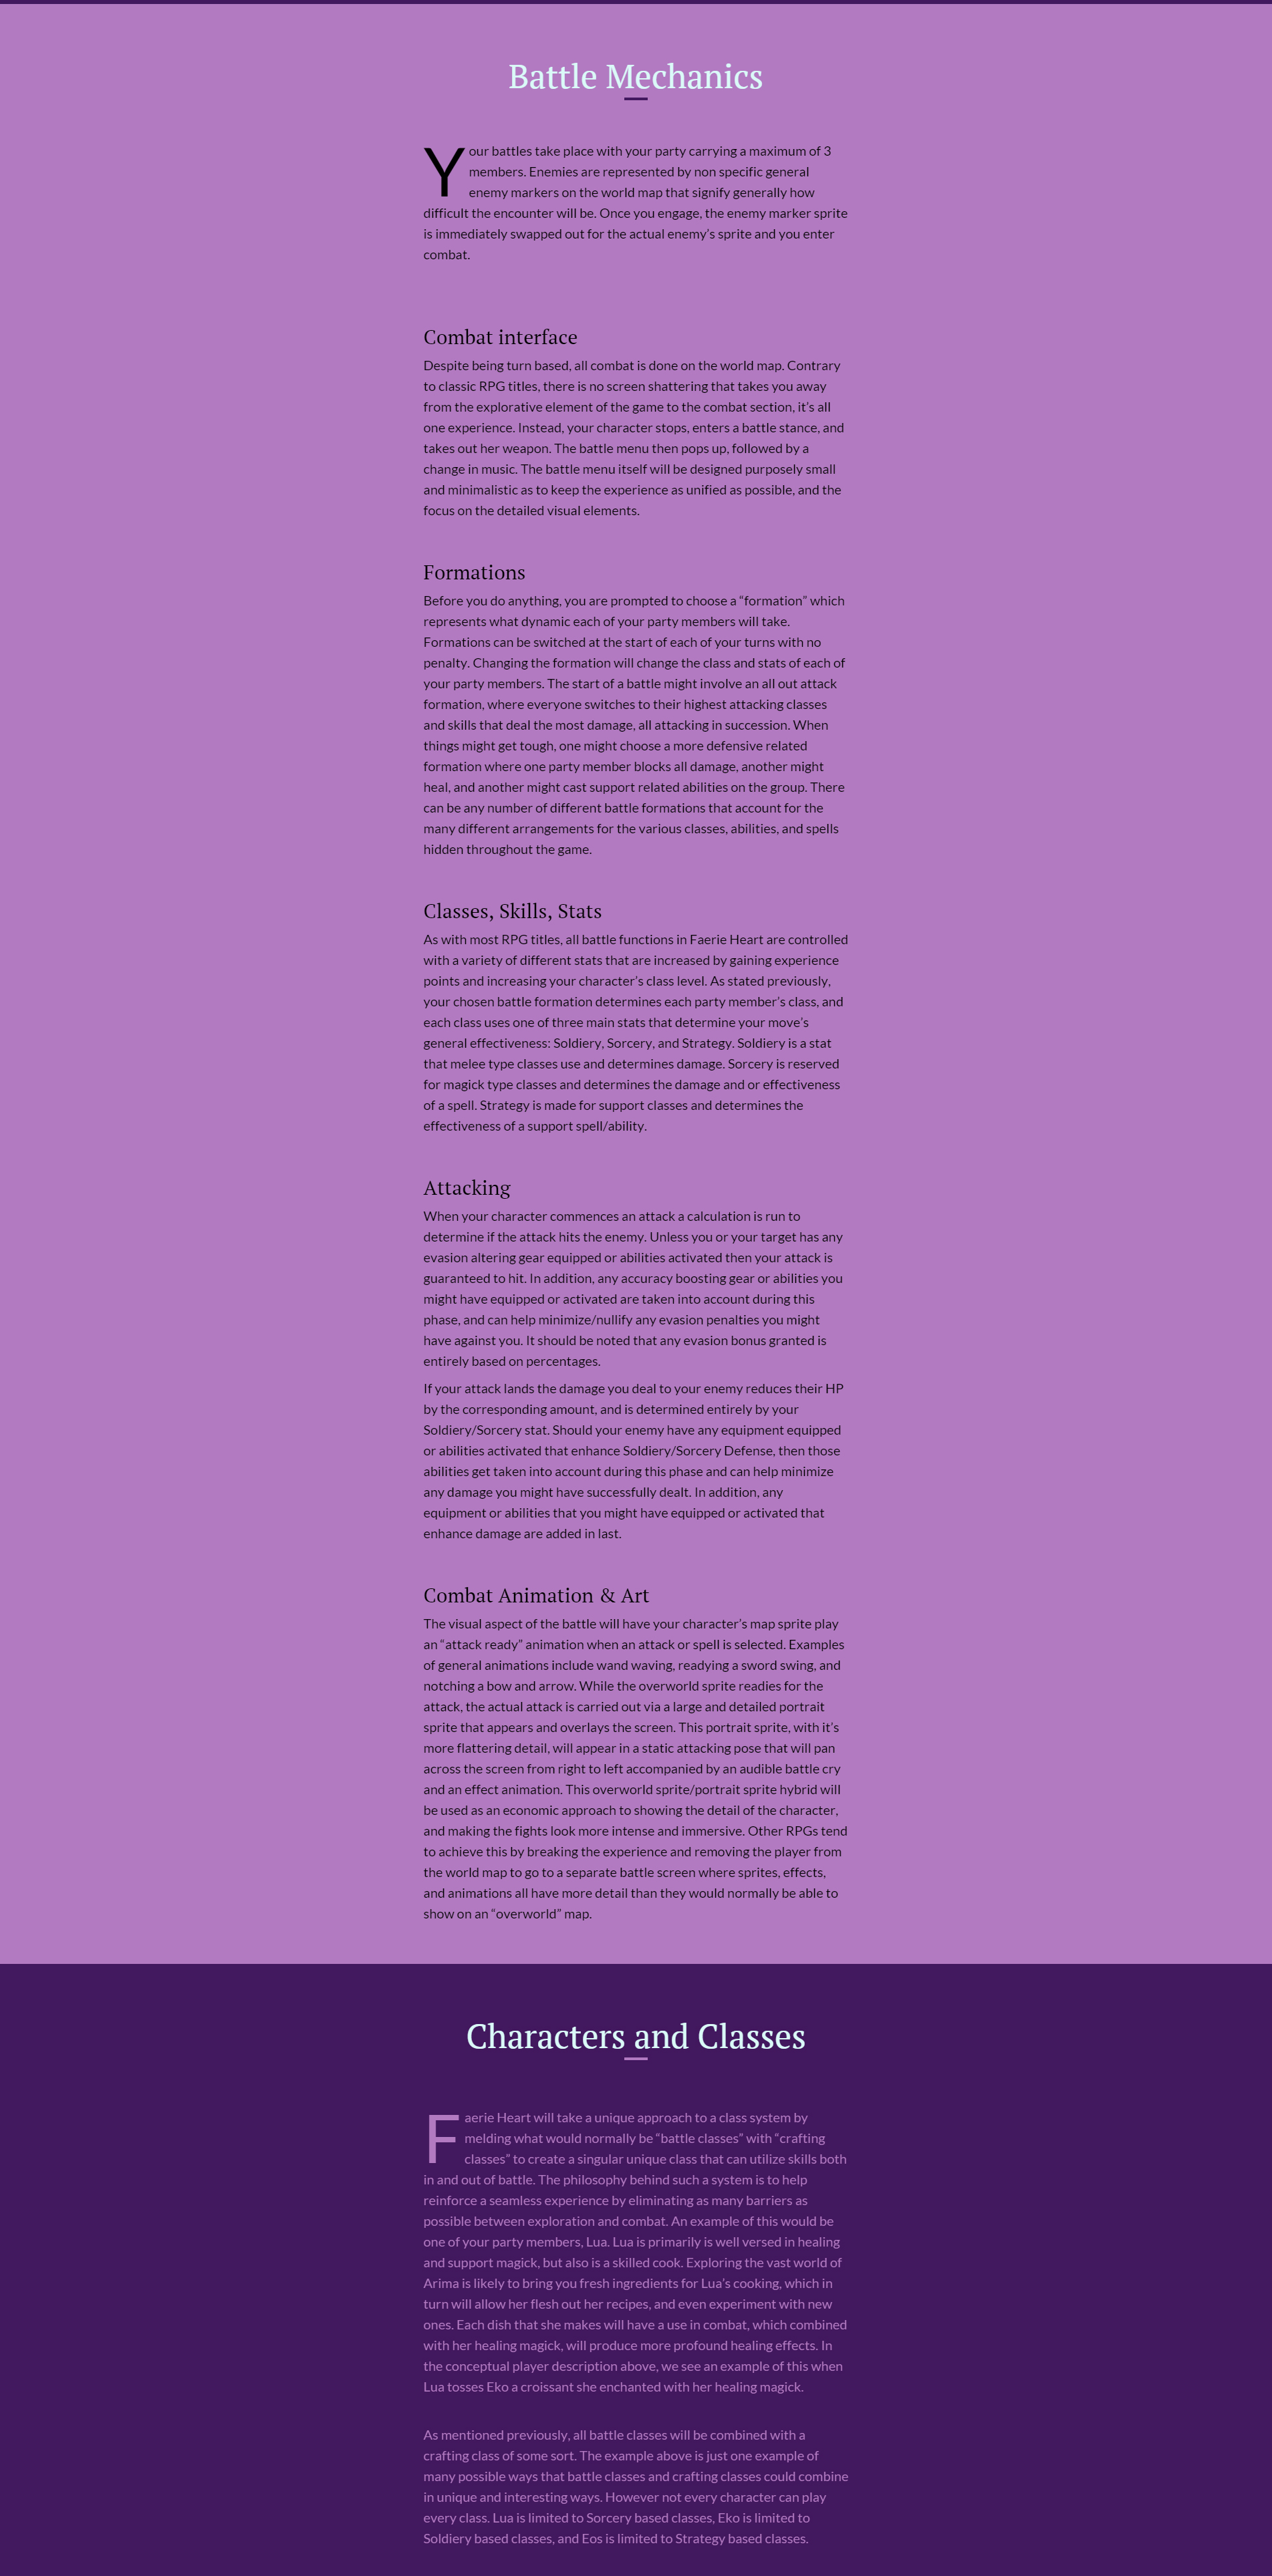 Battle Mechanics
Your battles take place with your party carrying a maximum of 3
members. Enemies are represented by non specific general
enemy markers on the world map that signify generally how
difficult the encounter will be. Once you engage, the enemy marker sprite
is immediately swapped out for the actual enemy’s sprite and you enter
combat.
Combat interface
Despite being turn based, all combat is done on the world map. Contrary
to classic RPG titles, there is no screen shattering that takes you away
from the explorative element of the game to the combat section, it’s all
one experience. Instead, your character stops, enters a battle stance, and
takes out her weapon. The battle menu then pops up, followed by a
change in music. The battle menu itself will be designed purposely small
and minimalistic as to keep the experience as unified as possible, and the
focus on the detailed visual elements.
Formations
Before you do anything, you are prompted to choose a “formation” which
represents what dynamic each of your party members will take.
Formations can be switched at the start of each of your turns with no
penalty. Changing the formation will change the class and stats of each of
your party members. The start of a battle might involve an all out attack
formation, where everyone switches to their highest attacking classes
and skills that deal the most damage, all attacking in succession. When
things might get tough, one might choose a more defensive related
formation where one party member blocks all damage, another might
heal, and another might cast support related abilities on the group. There
can be any number of different battle formations that account for the
many different arrangements for the various classes, abilities, and spells
hidden throughout the game.
Classes, Skills, Stats
As with most RPG titles, all battle functions in Faerie Heart are controlled
with a variety of different stats that are increased by gaining experience
points and increasing your character’s class level. As stated previously,
your chosen battle formation determines each party member’s class, and
each class uses one of three main stats that determine your move’s
general effectiveness: Soldiery, Sorcery, and Strategy. Soldiery is a stat
that melee type classes use and determines damage. Sorcery is reserved
for magick type classes and determines the damage and or effectiveness
of a spell. Strategy is made for support classes and determines the
effectiveness of a support spell/ability.
Attacking
When your character commences an attack a calculation is run to
determine if the attack hits the enemy. Unless you or your target has any
evasion altering gear equipped or abilities activated then your attack is
guaranteed to hit. In addition, any accuracy boosting gear or abilities you
might have equipped or activated are taken into account during this
phase, and can help minimize/nullify any evasion penalties you might
have against you. It should be noted that any evasion bonus granted is
entirely based on percentages.
If your attack lands the damage you deal to your enemy reduces their HP
by the corresponding amount, and is determined entirely by your
Soldiery/Sorcery stat. Should your enemy have any equipment equipped
or abilities activated that enhance Soldiery/Sorcery Defense, then those
abilities get taken into account during this phase and can help minimize
any damage you might have successfully dealt. In addition, any
equipment or abilities that you might have equipped or activated that
enhance damage are added in last.
Combat Animation & Art
The visual aspect of the battle will have your character’s map sprite play
an “attack ready” animation when an attack or spell is selected. Examples
of general animations include wand waving, readying a sword swing, and
notching a bow and arrow. While the overworld sprite readies for the
attack, the actual attack is carried out via a large and detailed portrait
sprite that appears and overlays the screen. This portrait sprite, with it’s
more flattering detail, will appear in a static attacking pose that will pan
across the screen from right to left accompanied by an audible battle cry
and an effect animation. This overworld sprite/portrait sprite hybrid will
be used as an economic approach to showing the detail of the character,
and making the fights look more intense and immersive. Other RPGs tend
to achieve this by breaking the experience and removing the player from
the world map to go to a separate battle screen where sprites, effects,
and animations all have more detail than they would normally be able to
show on an “overworld” map.
Characters and Classes
Faerie Heart will take a unique approach to a class system by
melding what would normally be “battle classes” with “crafting
classes” to create a singular unique class that can utilize skills both
in and out of battle. The philosophy behind such a system is to help
reinforce a seamless experience by eliminating as many barriers as
possible between exploration and combat. An example of this would be
one of your party members, Lua. Lua is primarily is well versed in healing
and support magick, but also is a skilled cook. Exploring the vast world of
Arima is likely to bring you fresh ingredients for Lua’s cooking, which in
turn will allow her flesh out her recipes, and even experiment with new
ones. Each dish that she makes will have a use in combat, which combined
with her healing magick, will produce more profound healing effects. In
the conceptual player description above, we see an example of this when
Lua tosses Eko a croissant she enchanted with her healing magick.
As mentioned previously, all battle classes will be combined with a
crafting class of some sort. The example above is just one example of
many possible ways that battle classes and crafting classes could combine
in unique and interesting ways. However not every character can play
every class. Lua is limited to Sorcery based classes, Eko is limited to
Soldiery based classes, and Eos is limited to Strategy based classes.